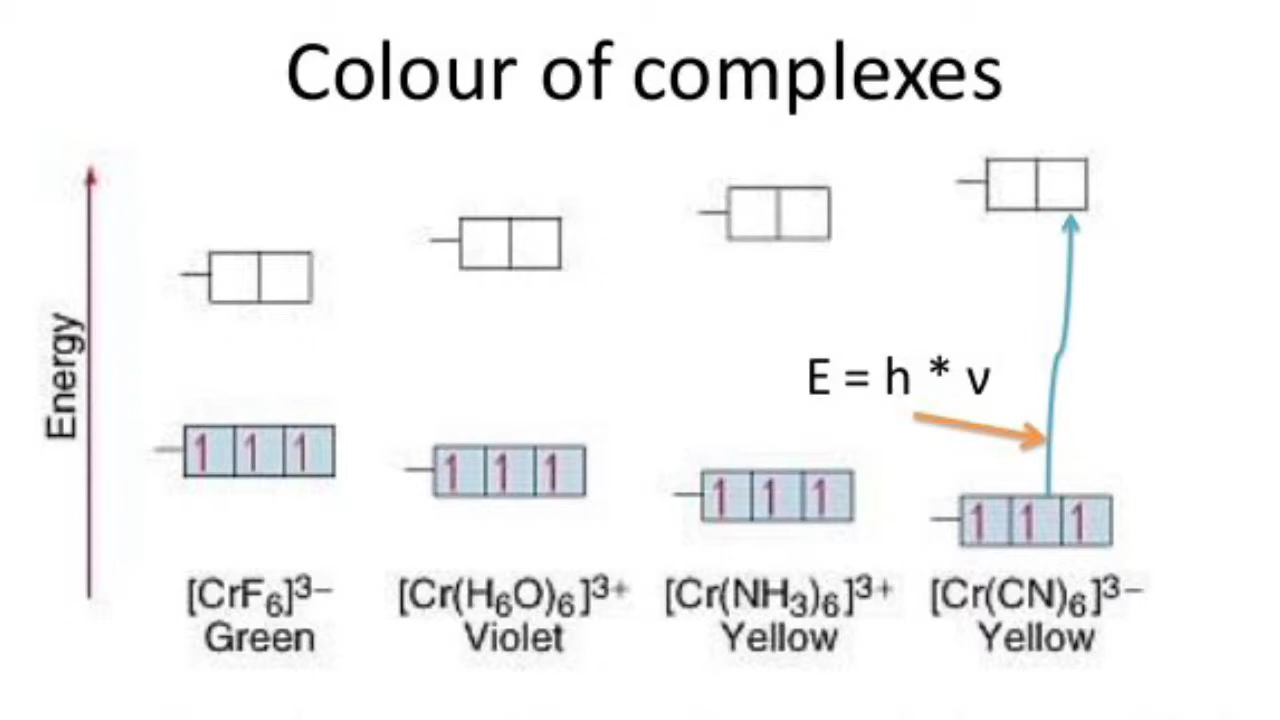 Colour of complexes
Energy
E = h * ν
1 1 1
1 1 1
1 1 1
1 1 1
[CrF₆]³⁻
Green
[Cr(H₆O)₆]³⁺
Violet
[Cr(NH₃)₆]³⁺
Yellow
[Cr(CN)₆]³⁻
Yellow